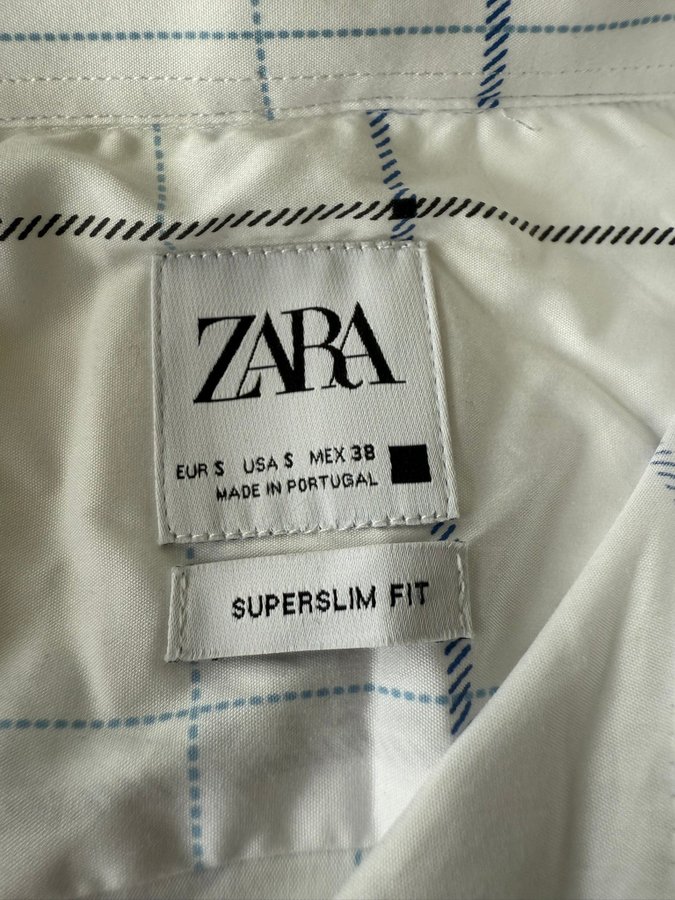 ZARA
EUR S USA S MEX 38
MADE IN PORTUGAL
SUPERSLIM FIT